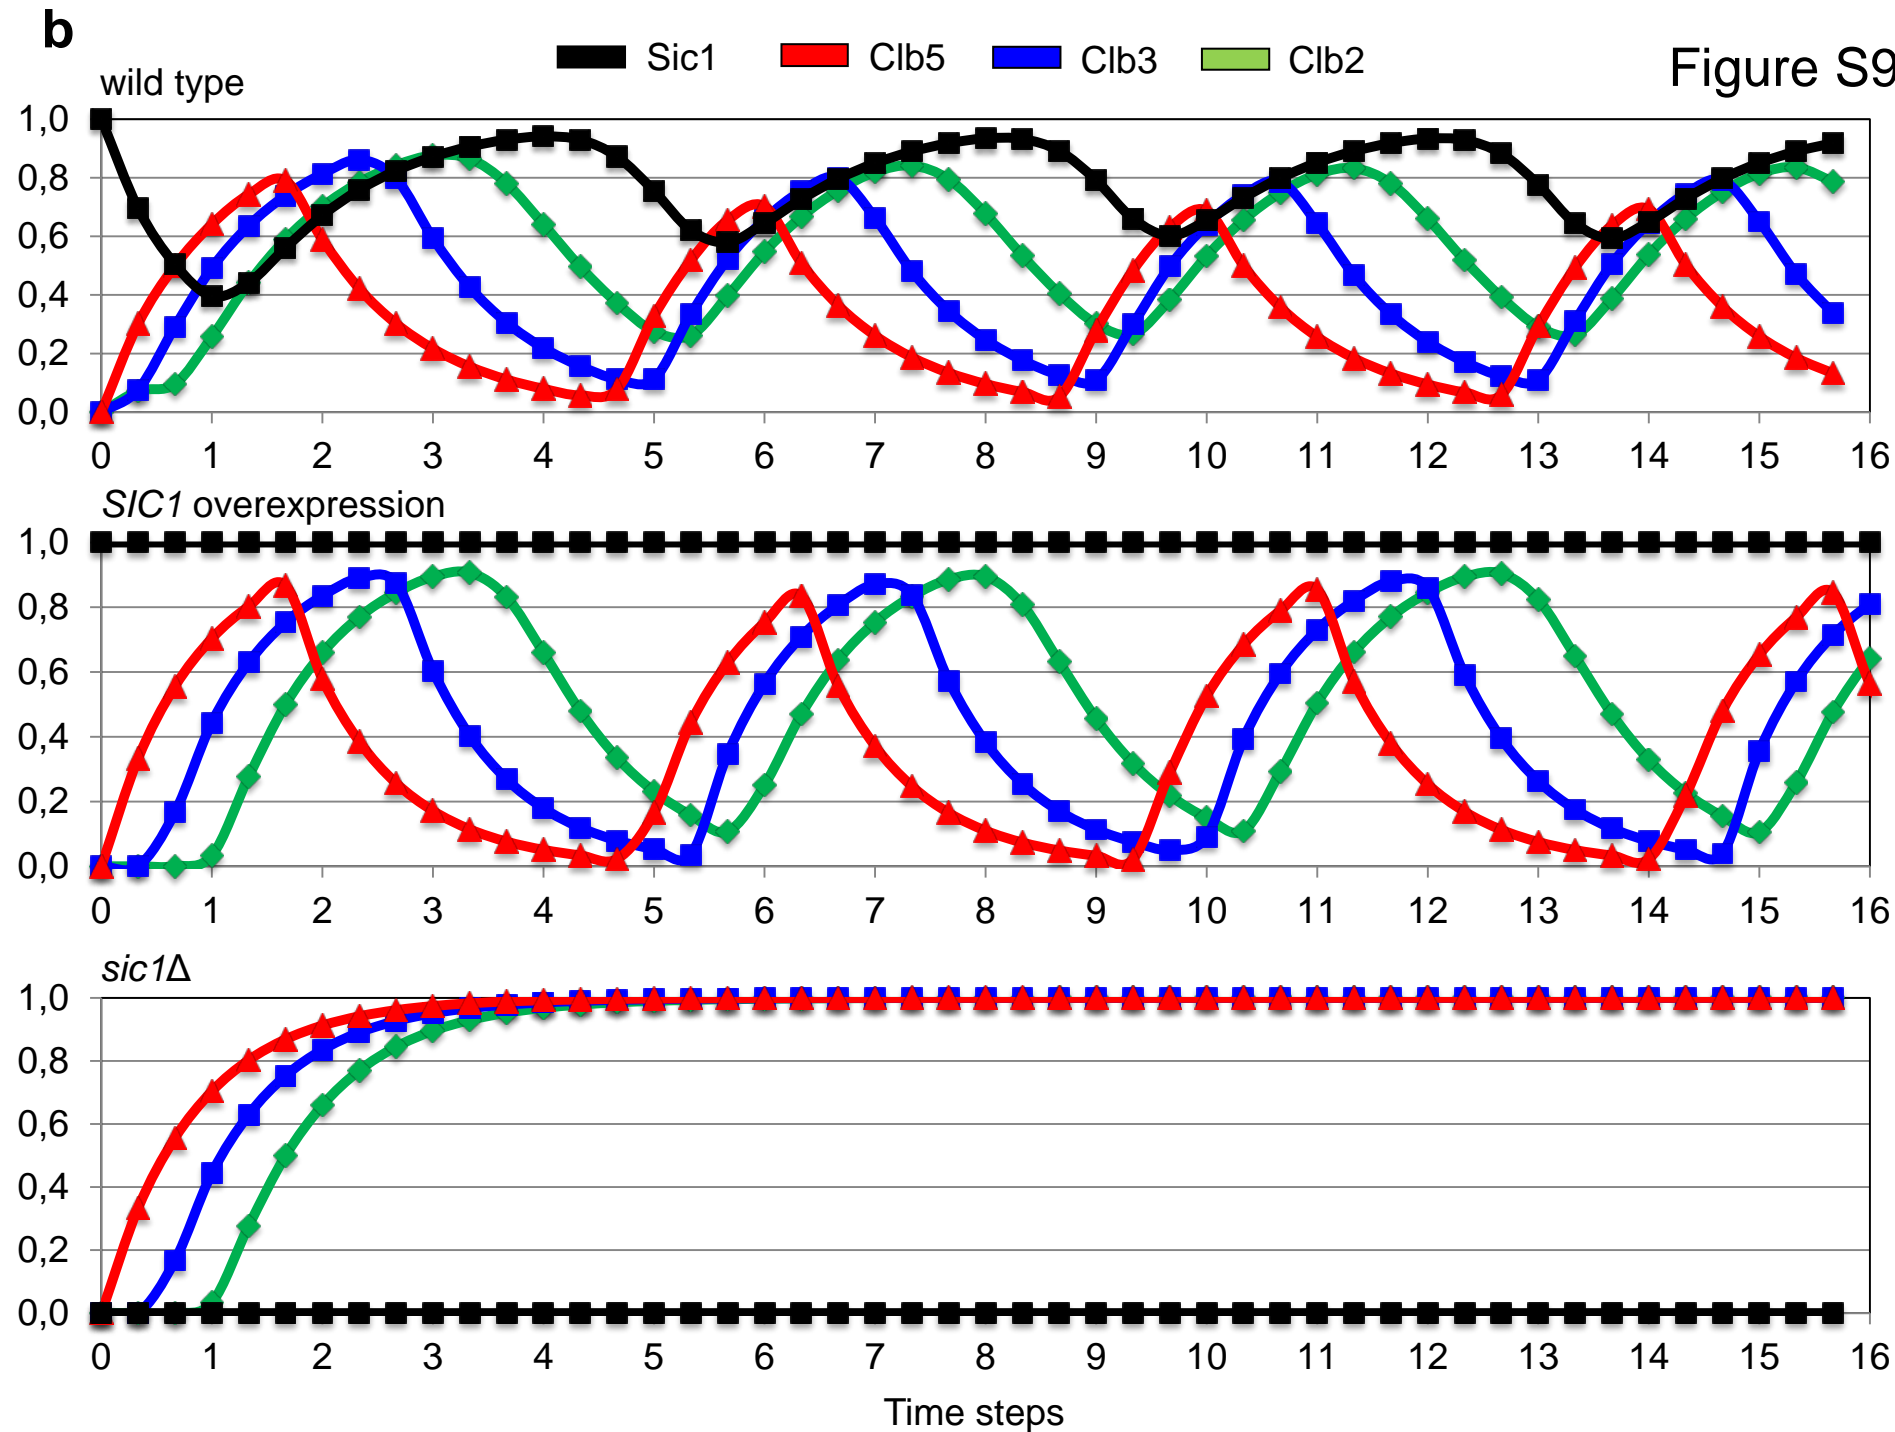 b
Sic1 Clb5 Clb3 Clb2
Figure S9
wild type
1,0
0,8
0,6
0,4
0,2
0,0
0 1 2 3 4 5 6 7 8 9 10 11 12 13 14 15 16
SIC1 overexpression
1,0
0,8
0,6
0,4
0,2
0,0
0 1 2 3 4 5 6 7 8 9 10 11 12 13 14 15 16
sic1Δ
1,0
0,8
0,6
0,4
0,2
0,0
0 1 2 3 4 5 6 7 8 9 10 11 12 13 14 15 16
Time steps